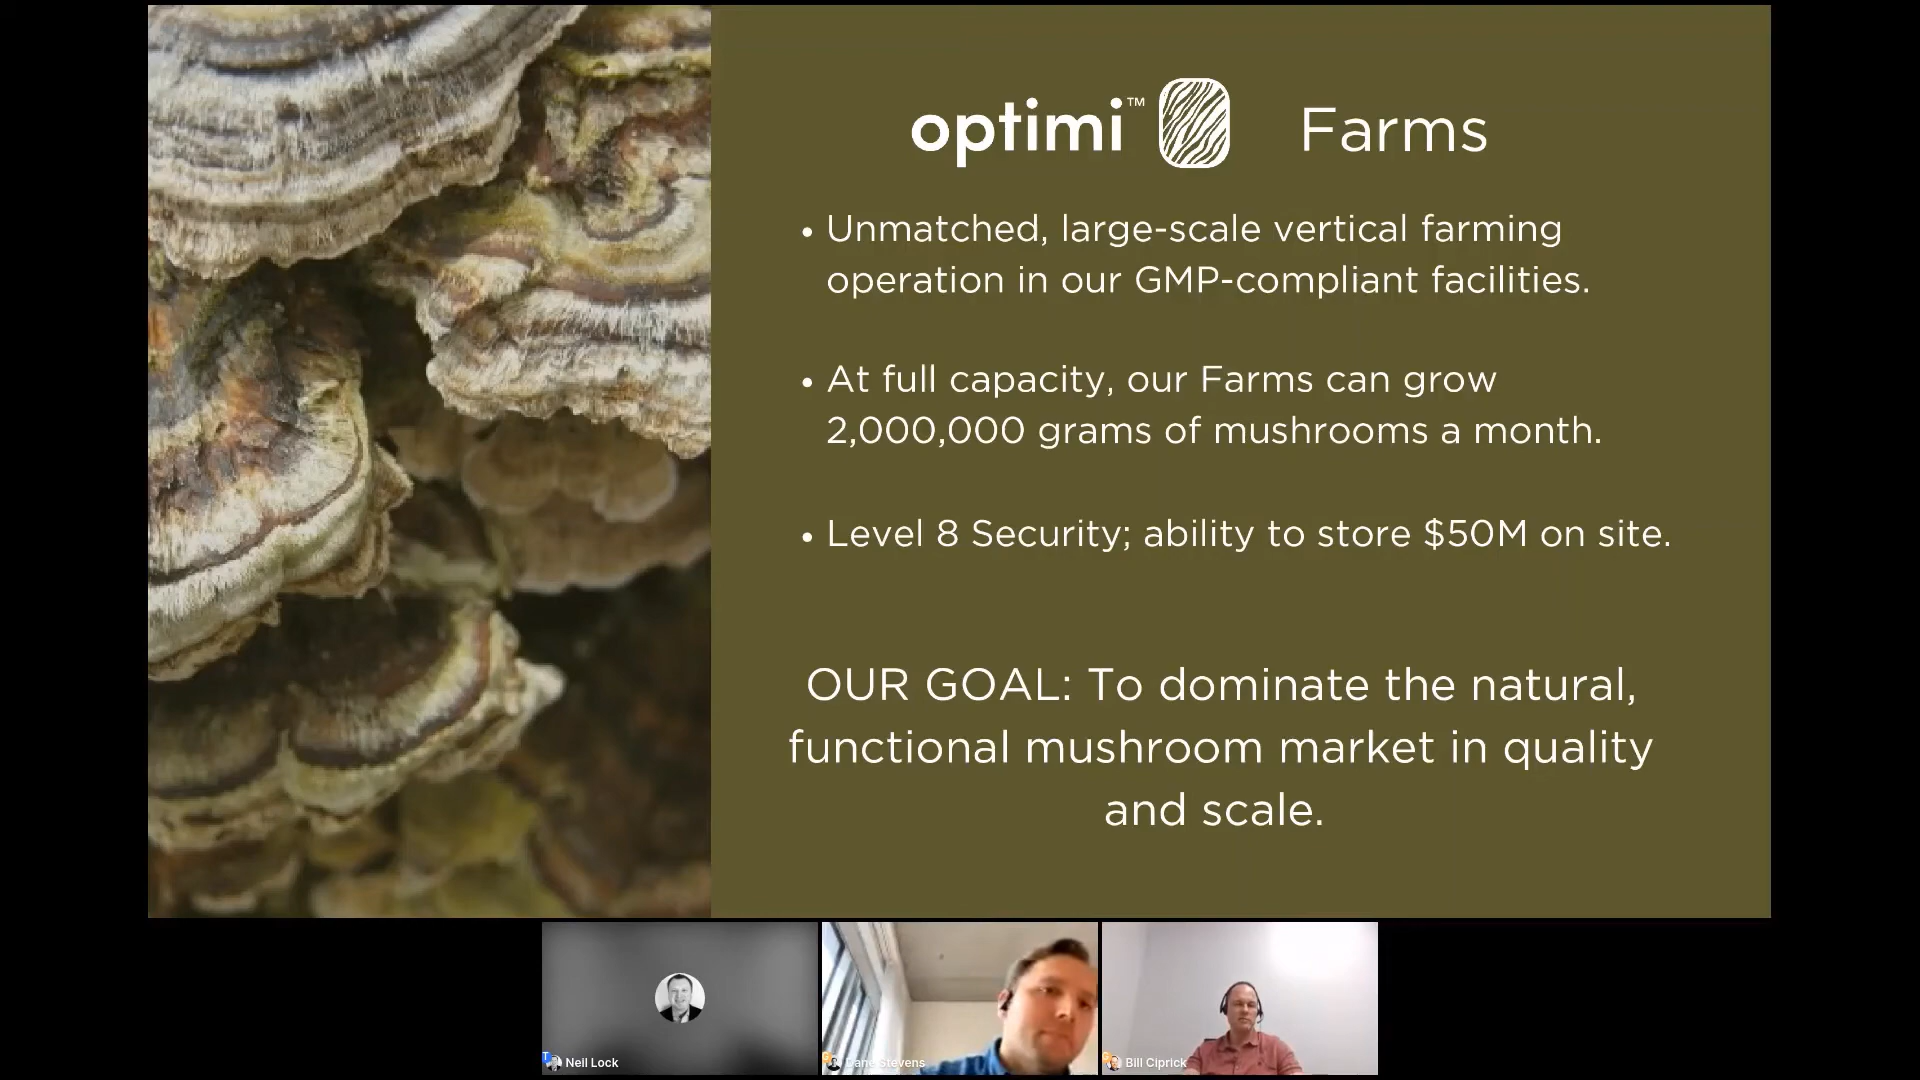 optimi™ Farms
• Unmatched, large-scale vertical farming
operation in our GMP-compliant facilities.
• At full capacity, our Farms can grow
2,000,000 grams of mushrooms a month.
• Level 8 Security; ability to store $50M on site.
OUR GOAL: To dominate the natural,
functional mushroom market in quality
and scale.
Neil Lock
Dane Stevens
Bill Ciprick